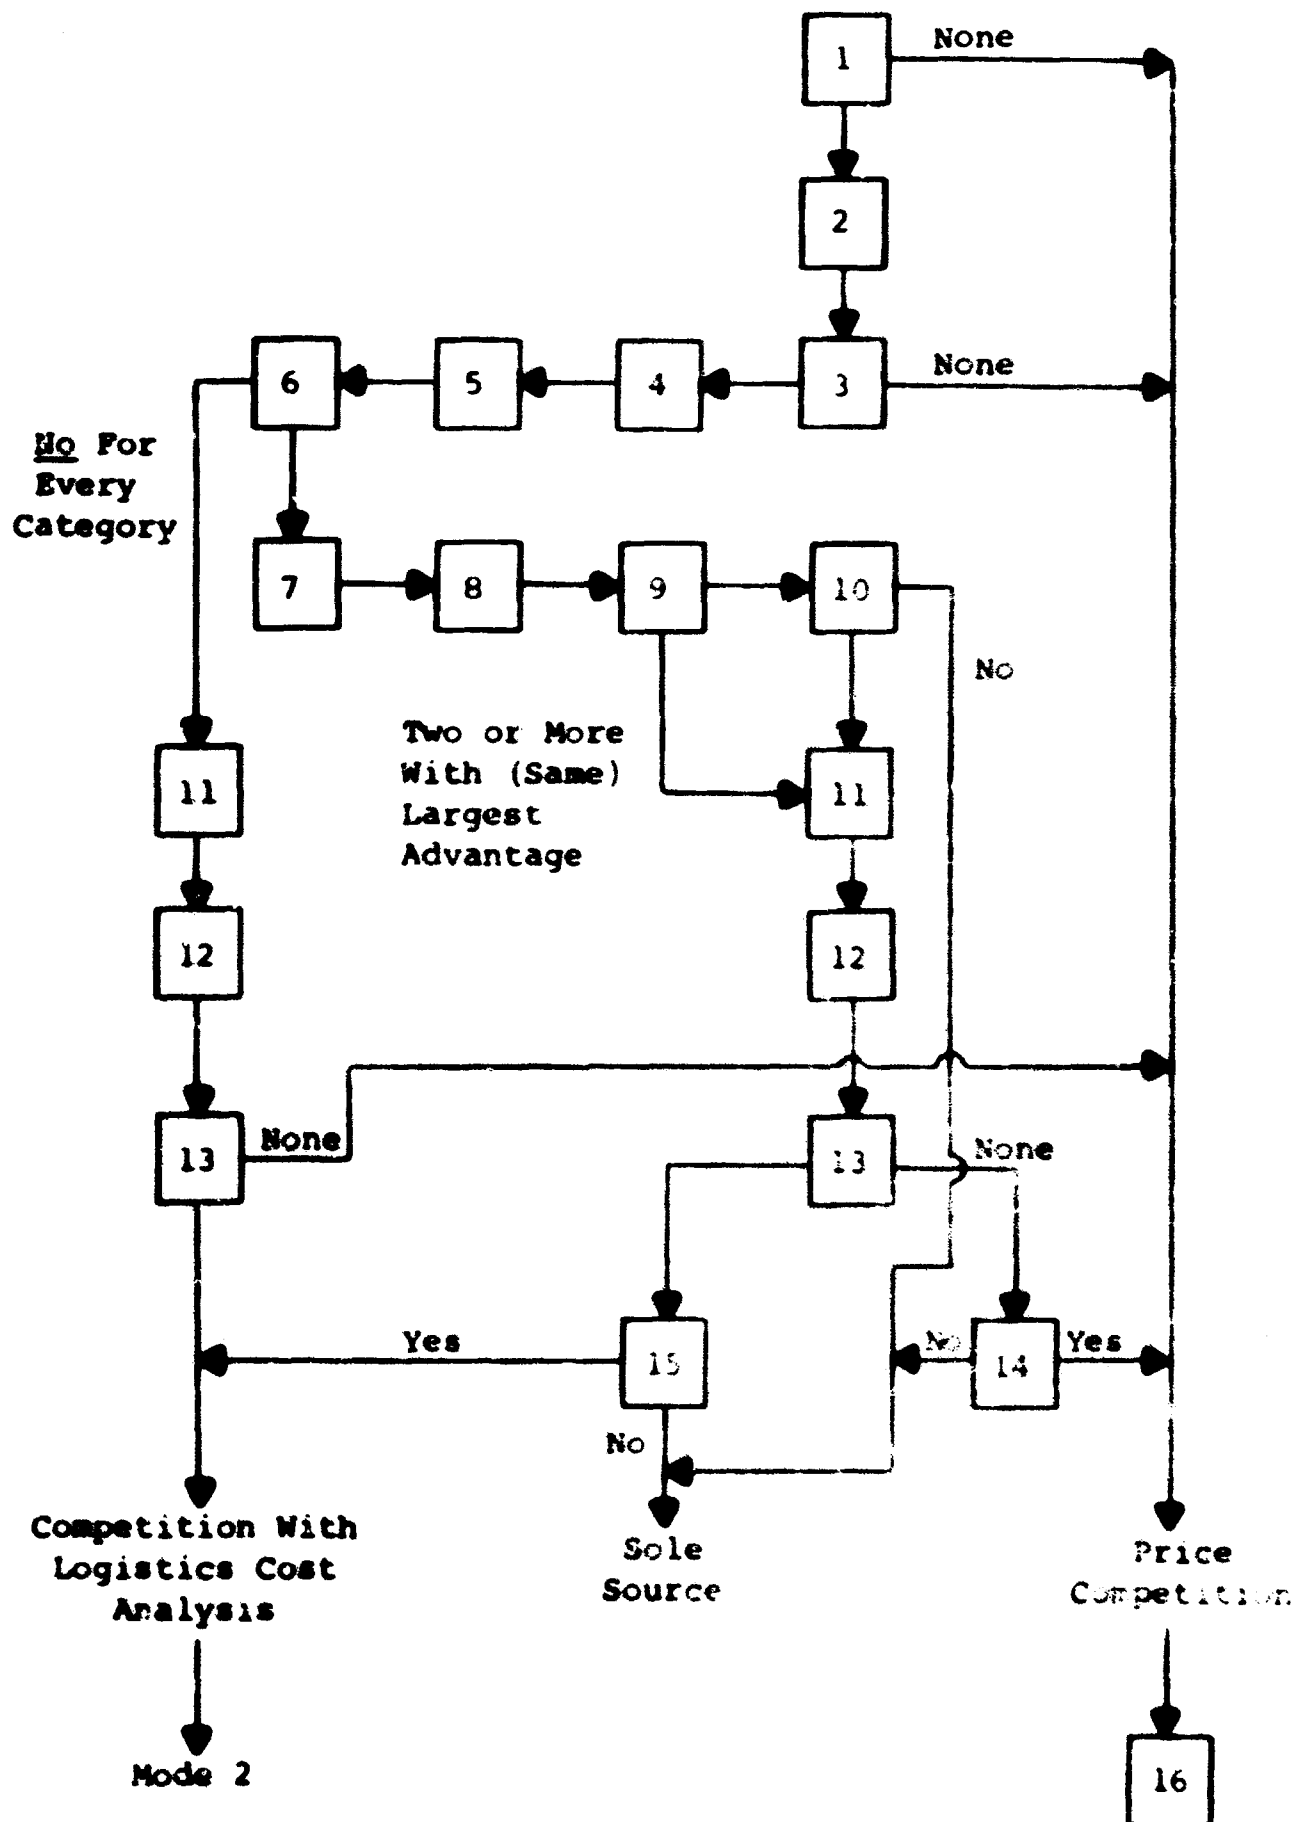 1
None
2
3
None
4
5
6
No For
Every
Category
7
8
9
10
No
Two or More
With (Same)
Largest
Advantage
11
11
12
12
13
None
13
None
Yes
15
No
14
Yes
No
Competition With
Logistics Cost
Analysis
Sole
Source
Price
Competition
Mode 2
16